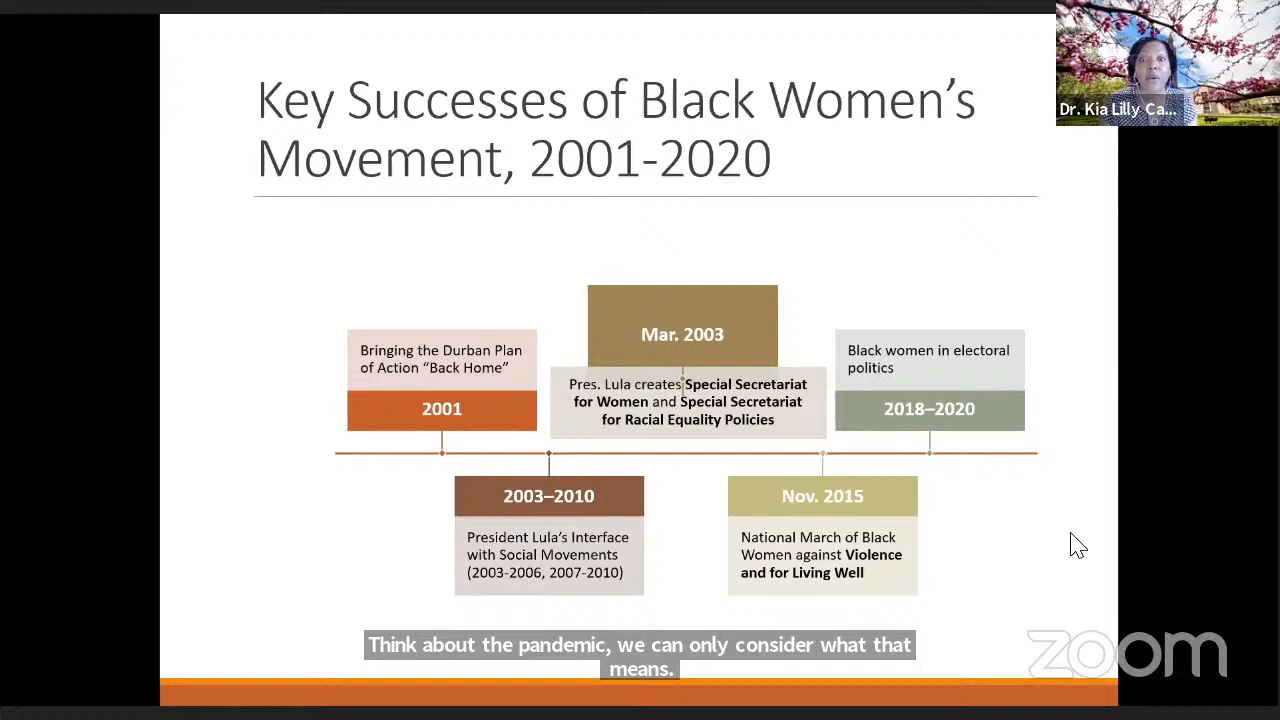 Key Successes of Black Women's
Movement, 2001-2020
Dr. Kia Lilly Ca...
Bringing the Durban Plan
of Action “Back Home”
2001
2003–2010
President Lula’s Interface
with Social Movements
(2003-2006, 2007-2010)
Mar. 2003
Pres. Lula creates Special Secretariat
for Women and Special Secretariat
for Racial Equality Policies
Nov. 2015
National March of Black
Women against Violence
and for Living Well
Black women in electoral
politics
2018–2020
Think about the pandemic, we can only consider what that
means.
zoom